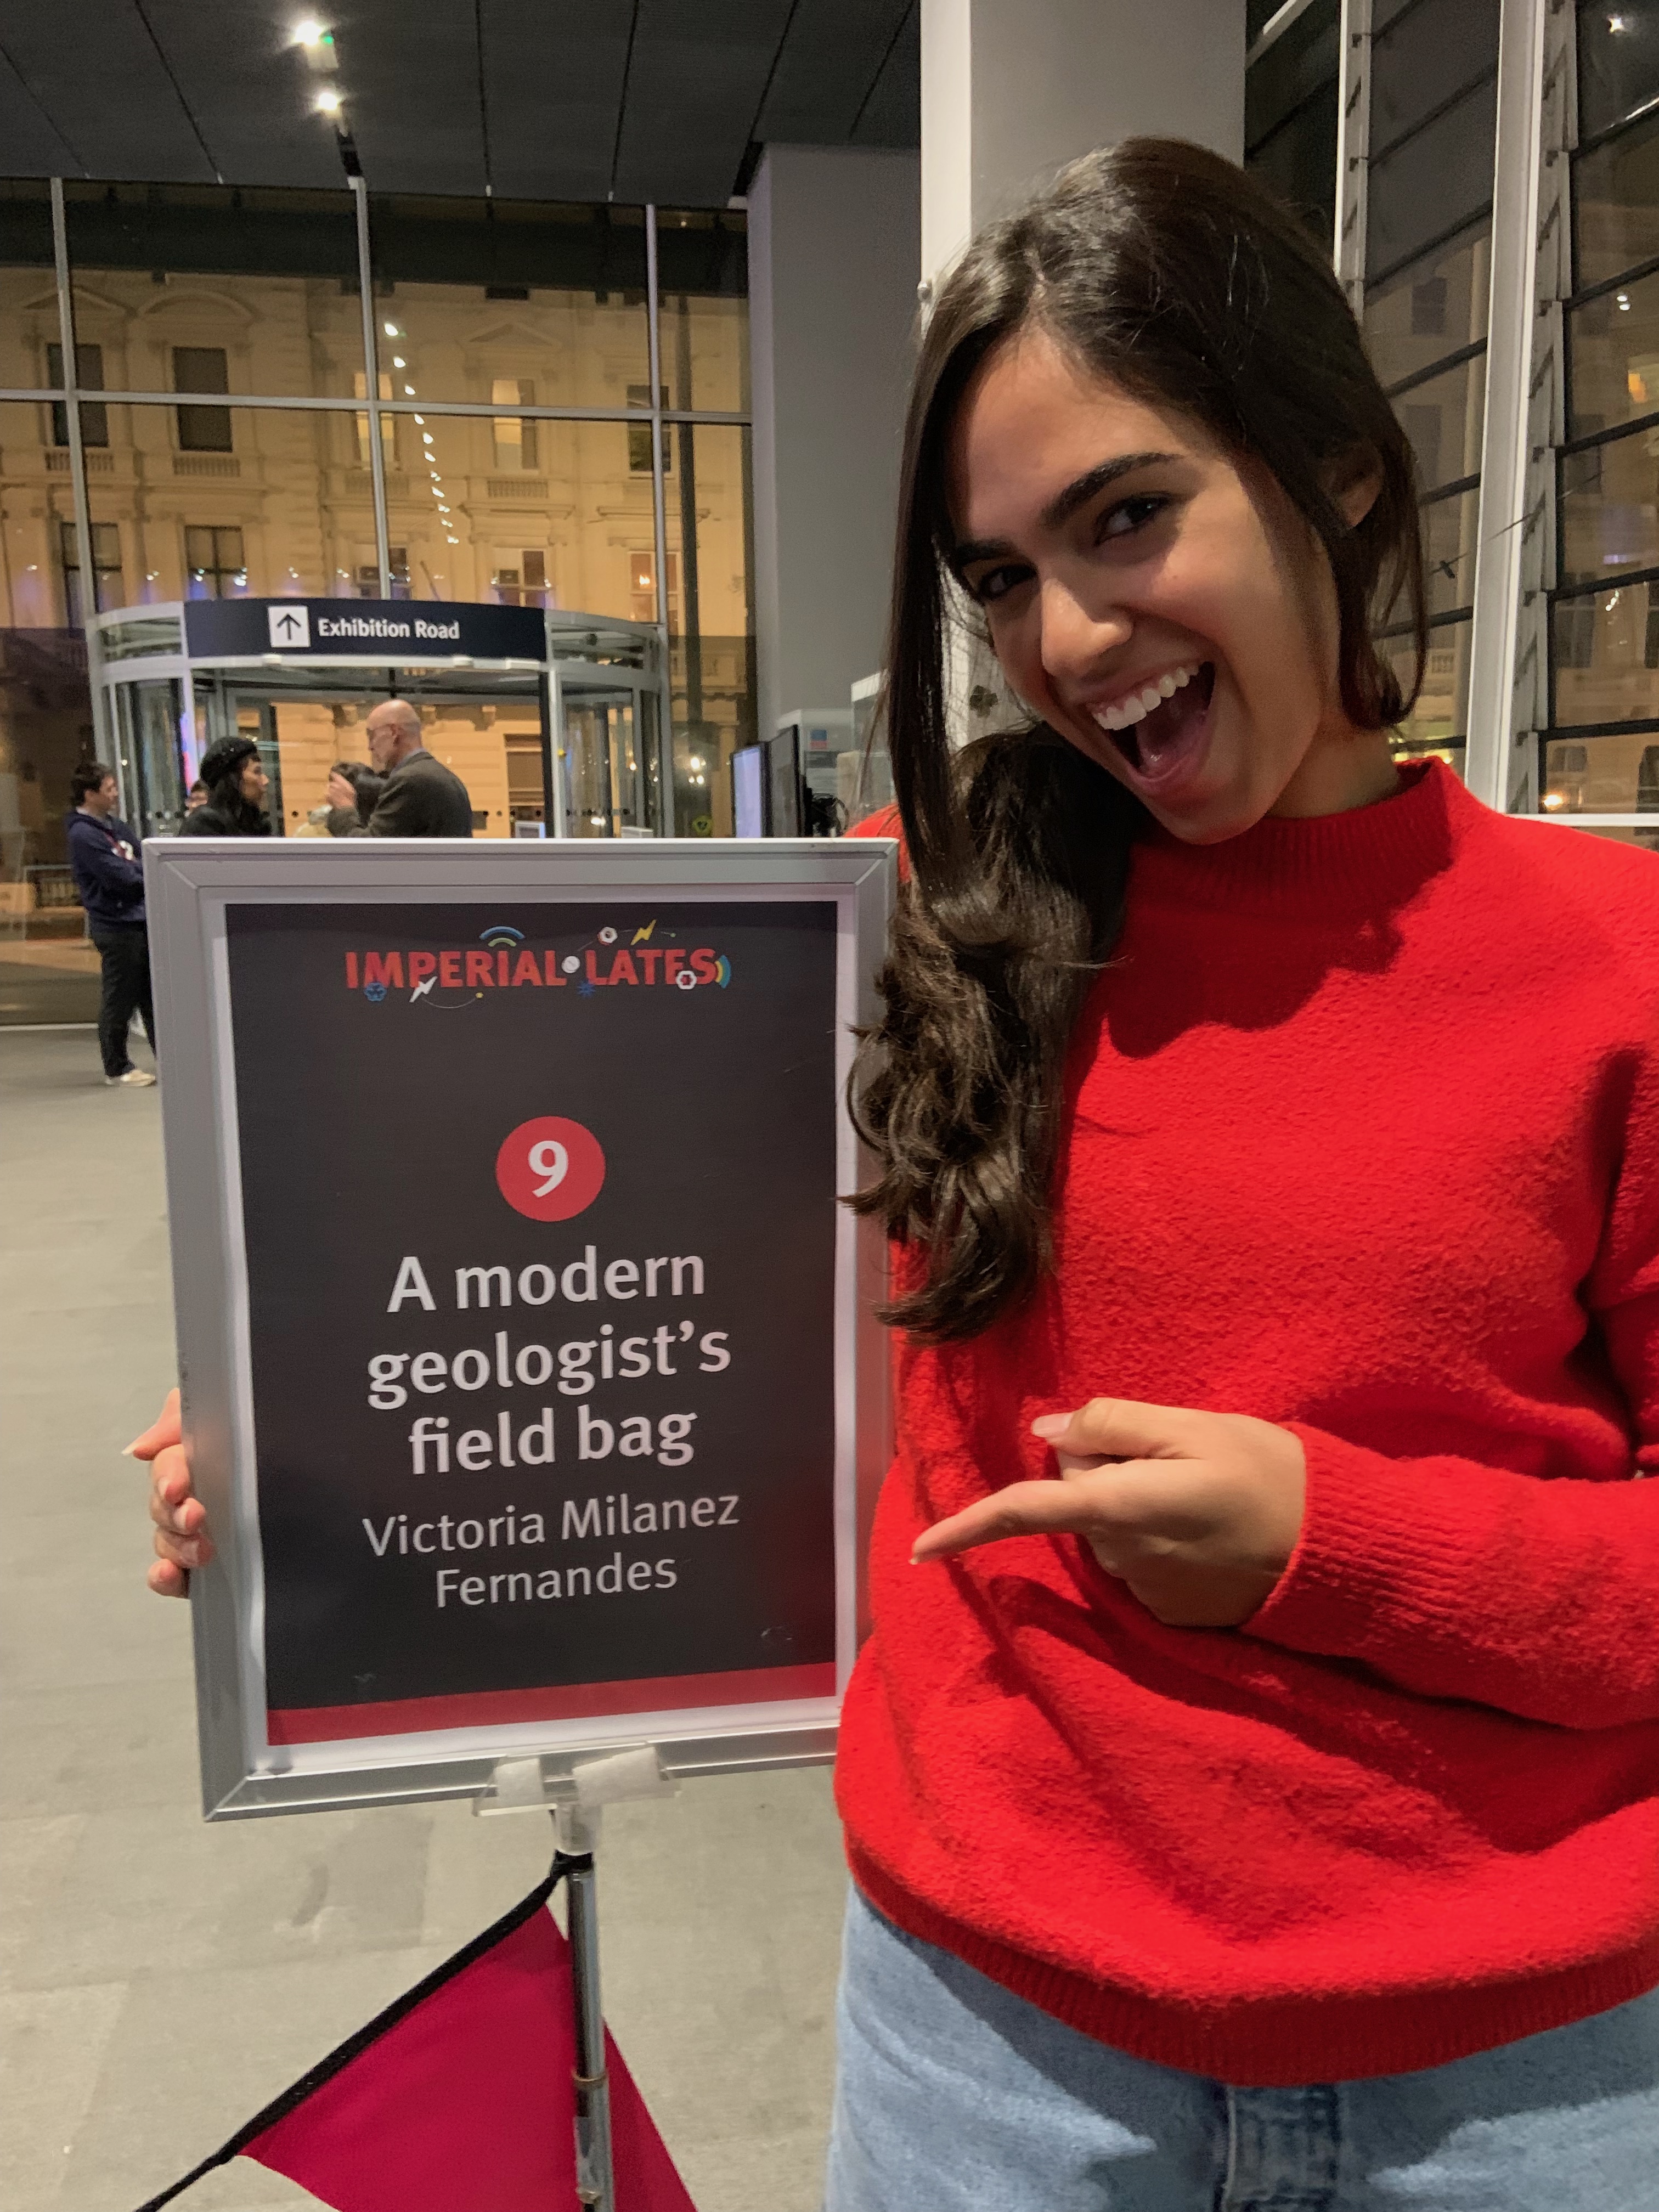 Exhibition Road
IMPERIAL LATES
9
A modern
geologist’s
field bag
Victoria Milanez
Fernandes